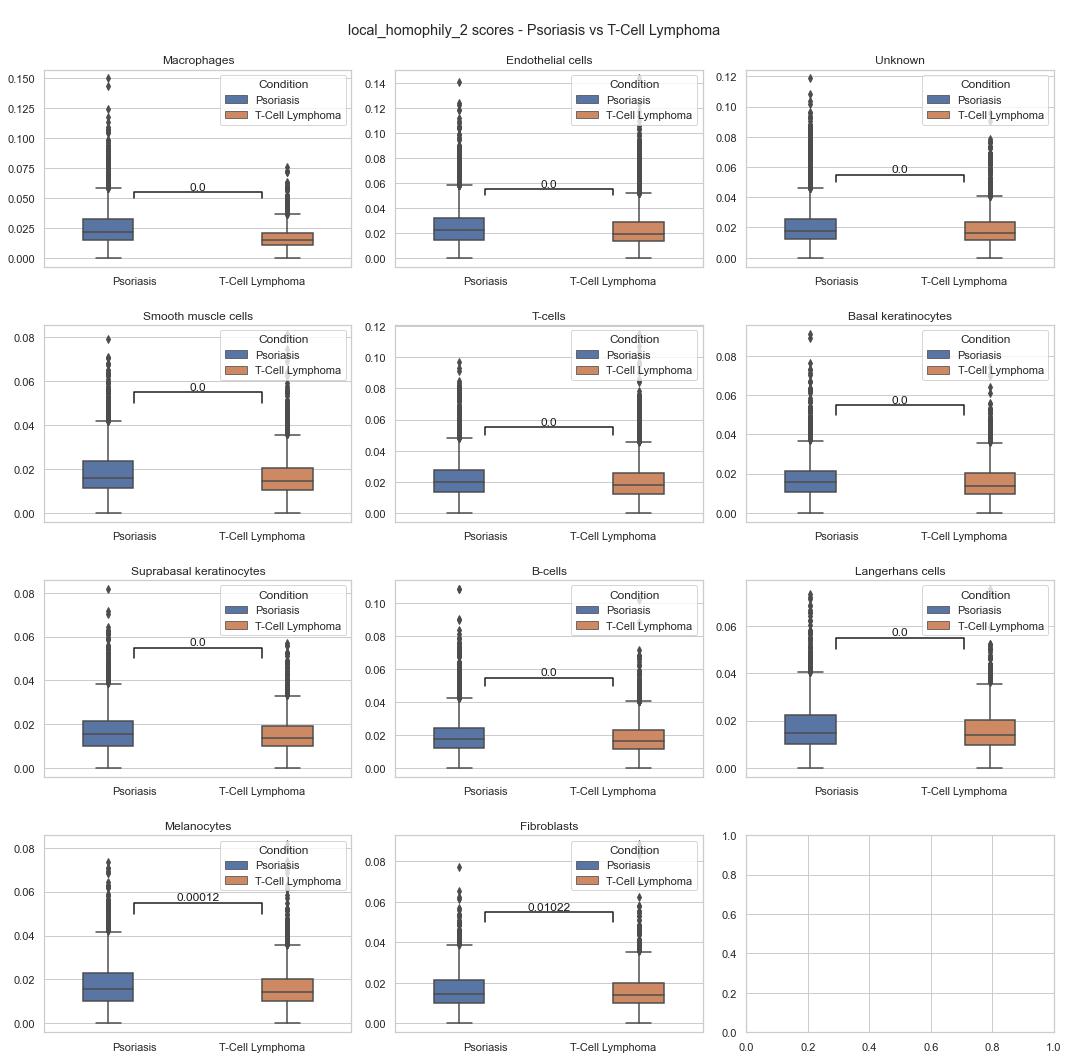 local_homophily_2 scores - Psoriasis vs T-Cell Lymphoma
Macrophages
0.150
0.125
0.100
0.075
0.050
0.025
0.000
Condition
Psoriasis
T-Cell Lymphoma
0.0
Psoriasis
T-Cell Lymphoma
Endothelial cells
0.14
0.12
0.10
0.08
0.06
0.04
0.02
0.00
Condition
Psoriasis
T-Cell Lymphoma
0.0
Psoriasis
T-Cell Lymphoma
Unknown
0.12
0.10
0.08
0.06
0.04
0.02
0.00
Condition
Psoriasis
T-Cell Lymphoma
0.0
Psoriasis
T-Cell Lymphoma
Smooth muscle cells
0.08
0.06
0.04
0.02
0.00
Condition
Psoriasis
T-Cell Lymphoma
0.0
Psoriasis
T-Cell Lymphoma
T-cells
0.12
0.10
0.08
0.06
0.04
0.02
0.00
Condition
Psoriasis
T-Cell Lymphoma
0.0
Psoriasis
T-Cell Lymphoma
Basal keratinocytes
0.08
0.06
0.04
0.02
0.00
Condition
Psoriasis
T-Cell Lymphoma
0.0
Psoriasis
T-Cell Lymphoma
Suprabasal keratinocytes
0.08
0.06
0.04
0.02
0.00
Condition
Psoriasis
T-Cell Lymphoma
0.0
Psoriasis
T-Cell Lymphoma
B-cells
0.10
0.08
0.06
0.04
0.02
0.00
Condition
Psoriasis
T-Cell Lymphoma
0.0
Psoriasis
T-Cell Lymphoma
Langerhans cells
0.06
0.04
0.02
0.00
Condition
Psoriasis
T-Cell Lymphoma
0.0
Psoriasis
T-Cell Lymphoma
Melanocytes
0.08
0.06
0.04
0.02
0.00
Condition
Psoriasis
T-Cell Lymphoma
0.00012
Psoriasis
T-Cell Lymphoma
Fibroblasts
0.08
0.06
0.04
0.02
0.00
Condition
Psoriasis
T-Cell Lymphoma
0.01022
Psoriasis
T-Cell Lymphoma
1.0
0.8
0.6
0.4
0.2
0.0
0.0 0.2 0.4 0.6 0.8 1.0